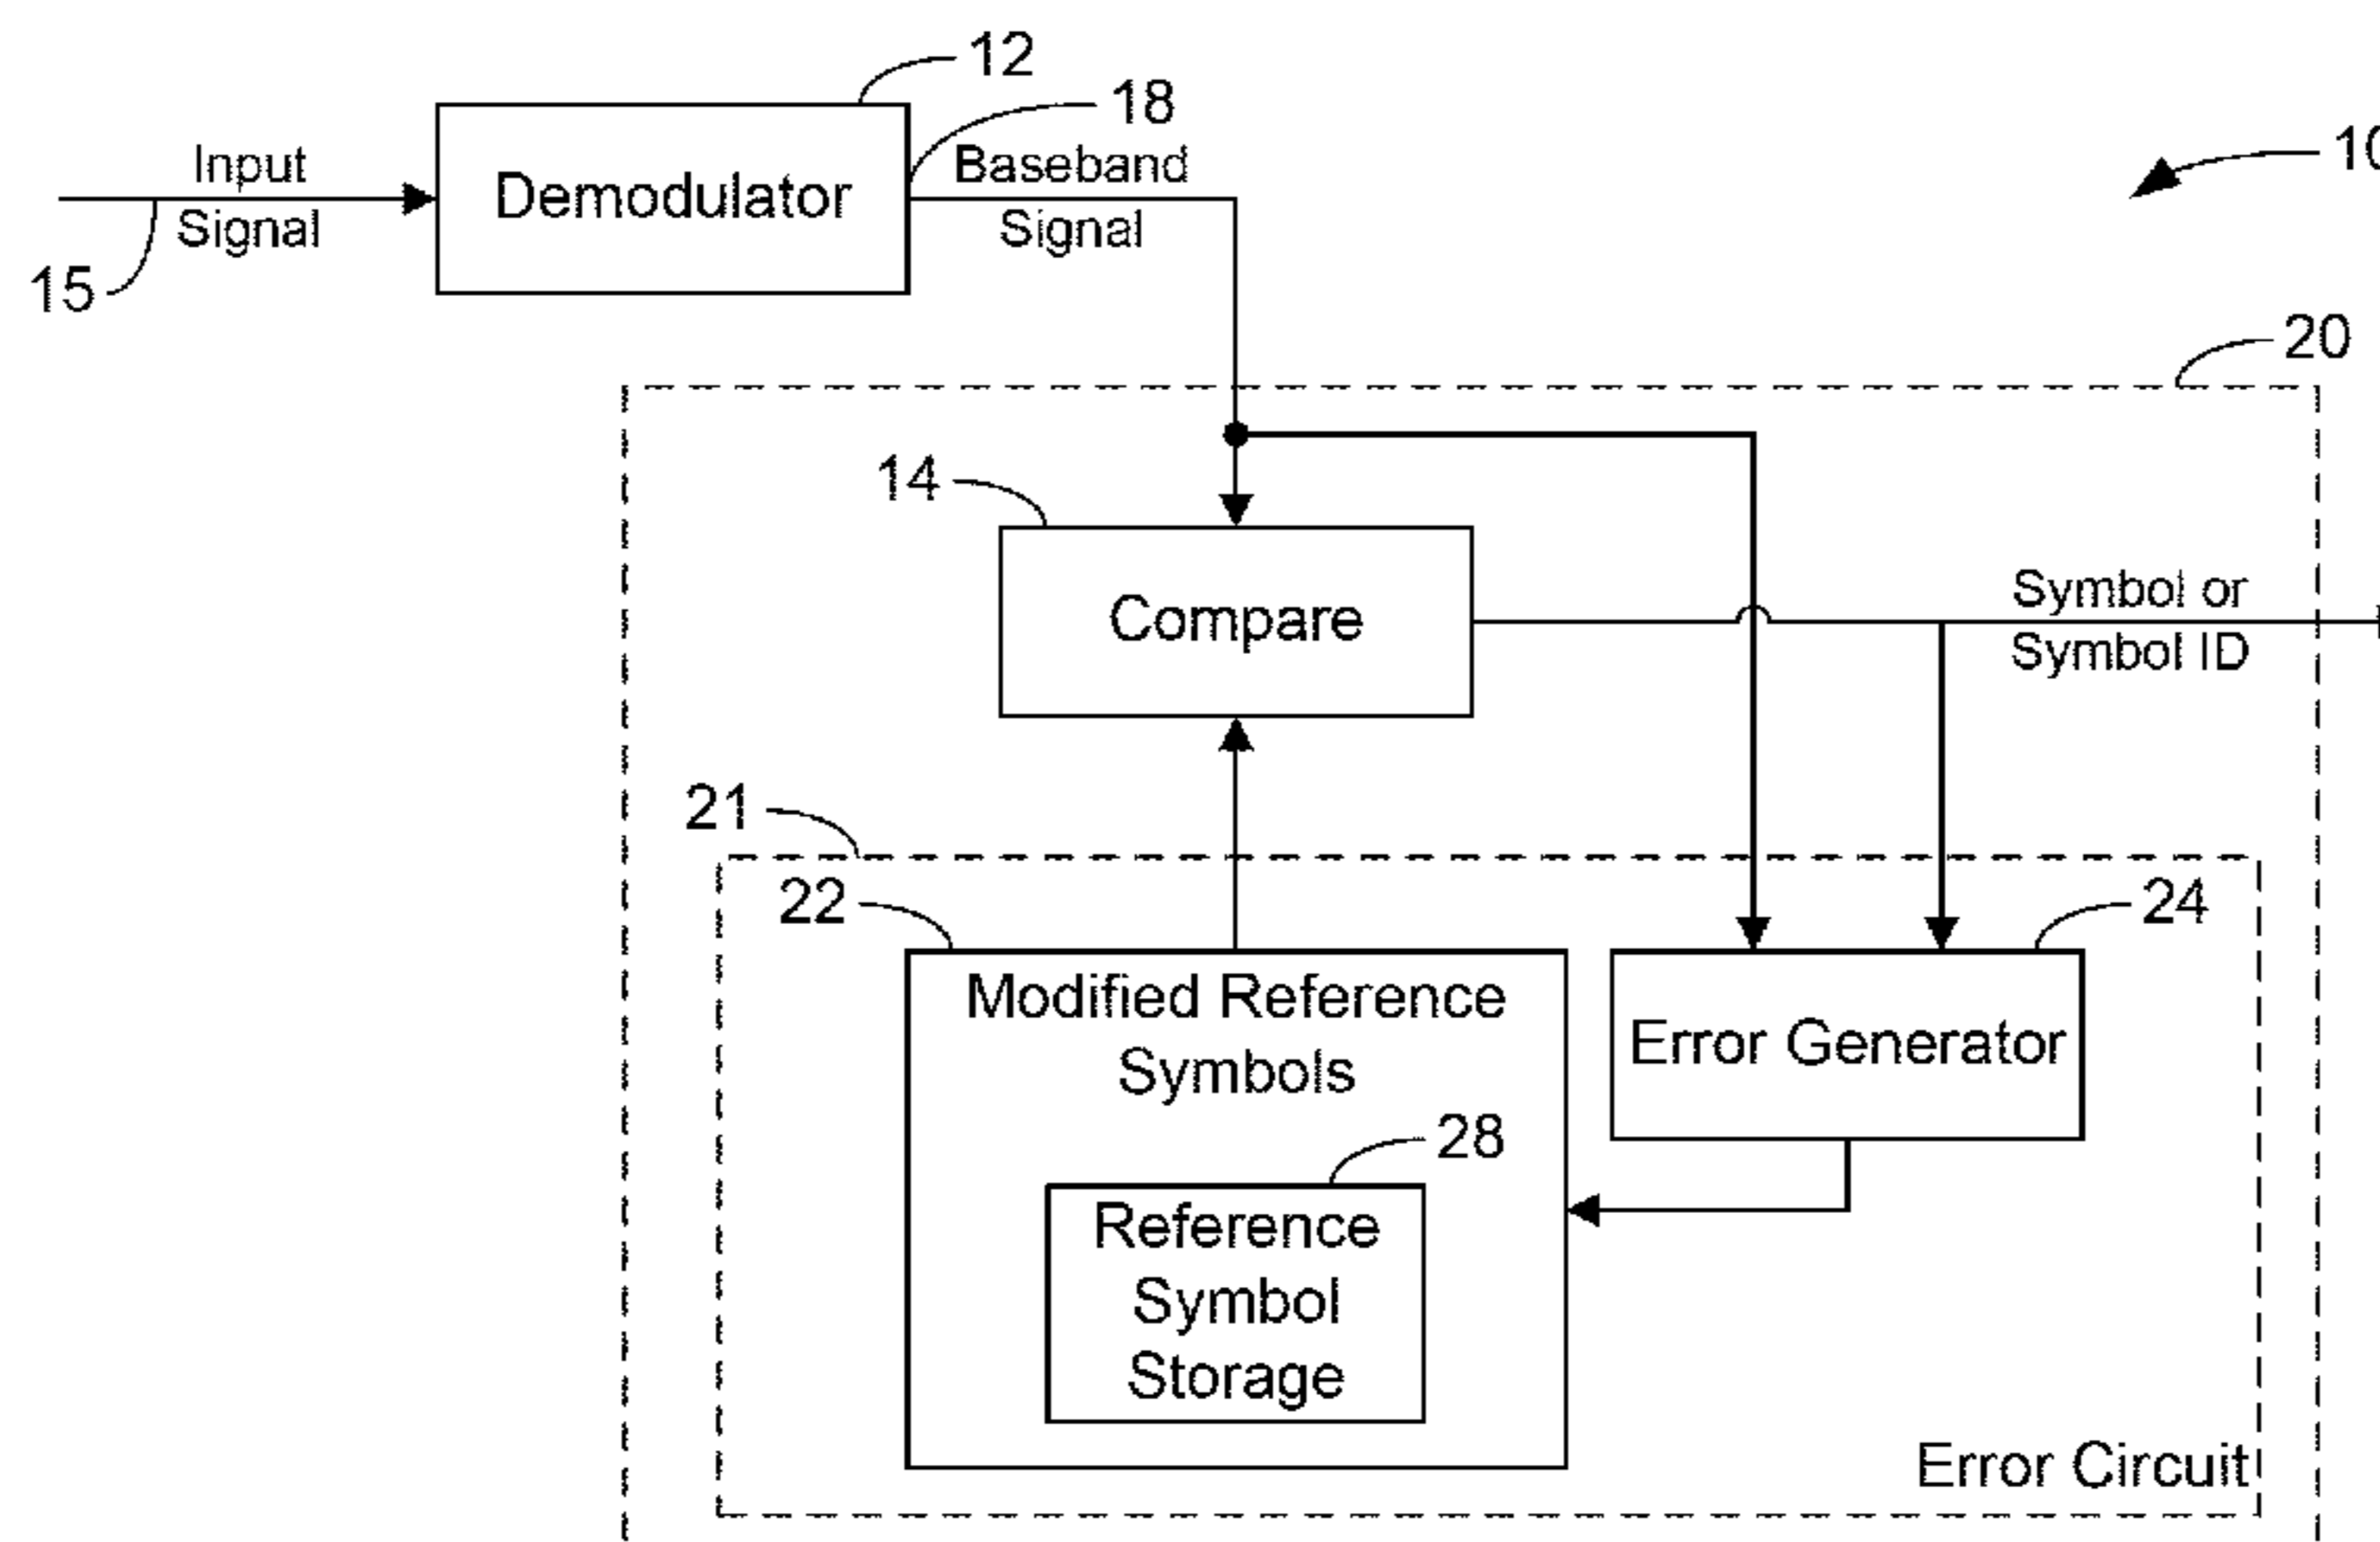 12
18
10
Input
Signal
15
Demodulator
Baseband
Signal
20
14
Compare
Symbol or
Symbol ID
21
22
24
Modified Reference
Symbols
Error Generator
28
Reference
Symbol
Storage
Error Circuit